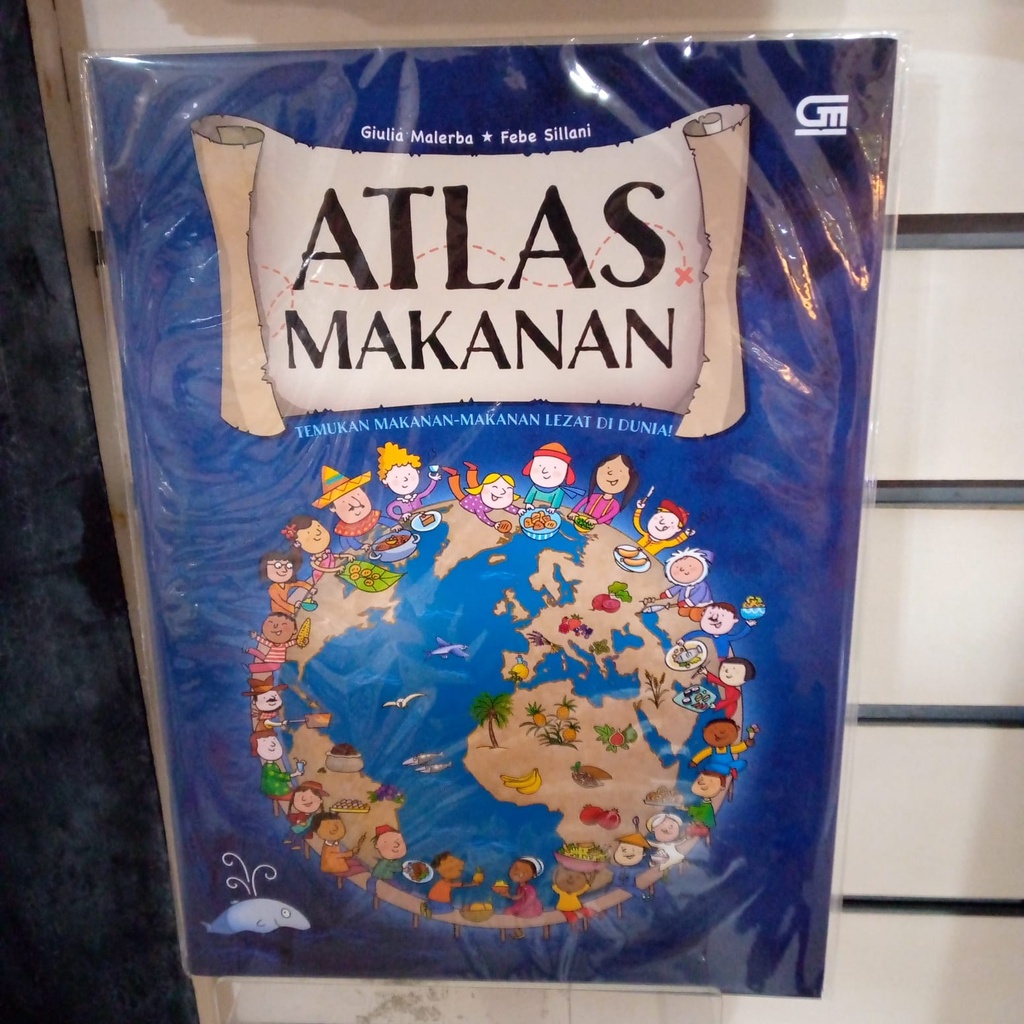 Giulia Malerba ★ Febe Sillani
GM
ATLAS
MAKANAN
TEMUKAN MAKANAN-MAKANAN LEZAT DI DUNIA!